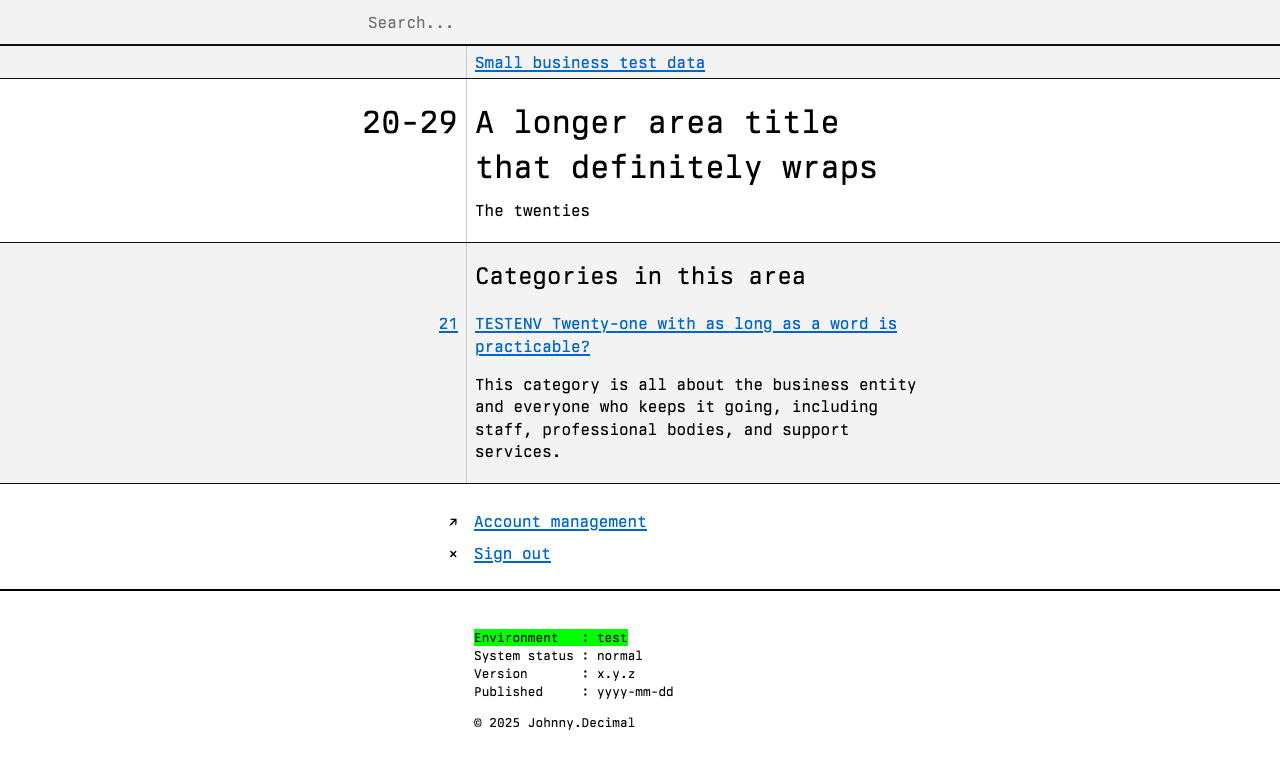 Search...
Small business test data
20-29 A longer area title
that definitely wraps
The twenties
Categories in this area
21 TESTENV Twenty-one with as long as a word is
practicable?
This category is all about the business entity
and everyone who keeps it going, including
staff, professional bodies, and support
services.
↗ Account management
× Sign out
Environment : test
System status : normal
Version : x.y.z
Published : yyyy-mm-dd
© 2025 Johnny.Decimal